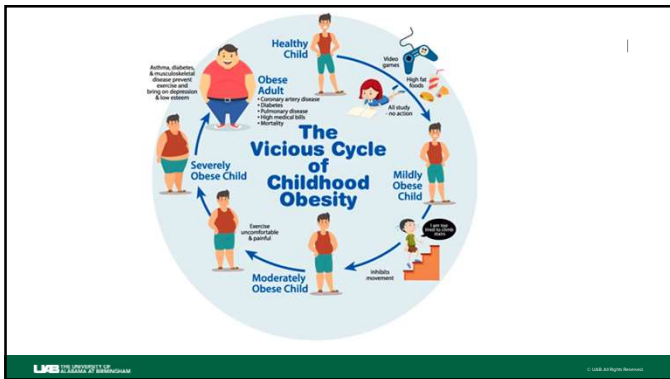 Healthy
Child
Video
games
High fat
foods
All study
- no action
Mildly
Obese
Child
I am too
tired to climb
stairs
Inhibits
movement
Moderately
Obese Child
Exercise
uncomfortable
& painful
Severely
Obese Child
Asthma, diabetes,
& musculoskeletal
disease prevent
exercise and
bring on depression
& low esteem
Obese
Adult
• Coronary artery disease
• Diabetes
• Pulmonary disease
• High medical bills
• Mortality
The
Vicious Cycle
of
Childhood
Obesity
UAB THE UNIVERSITY OF
ALABAMA AT BIRMINGHAM
© UAB. All Rights Reserved.